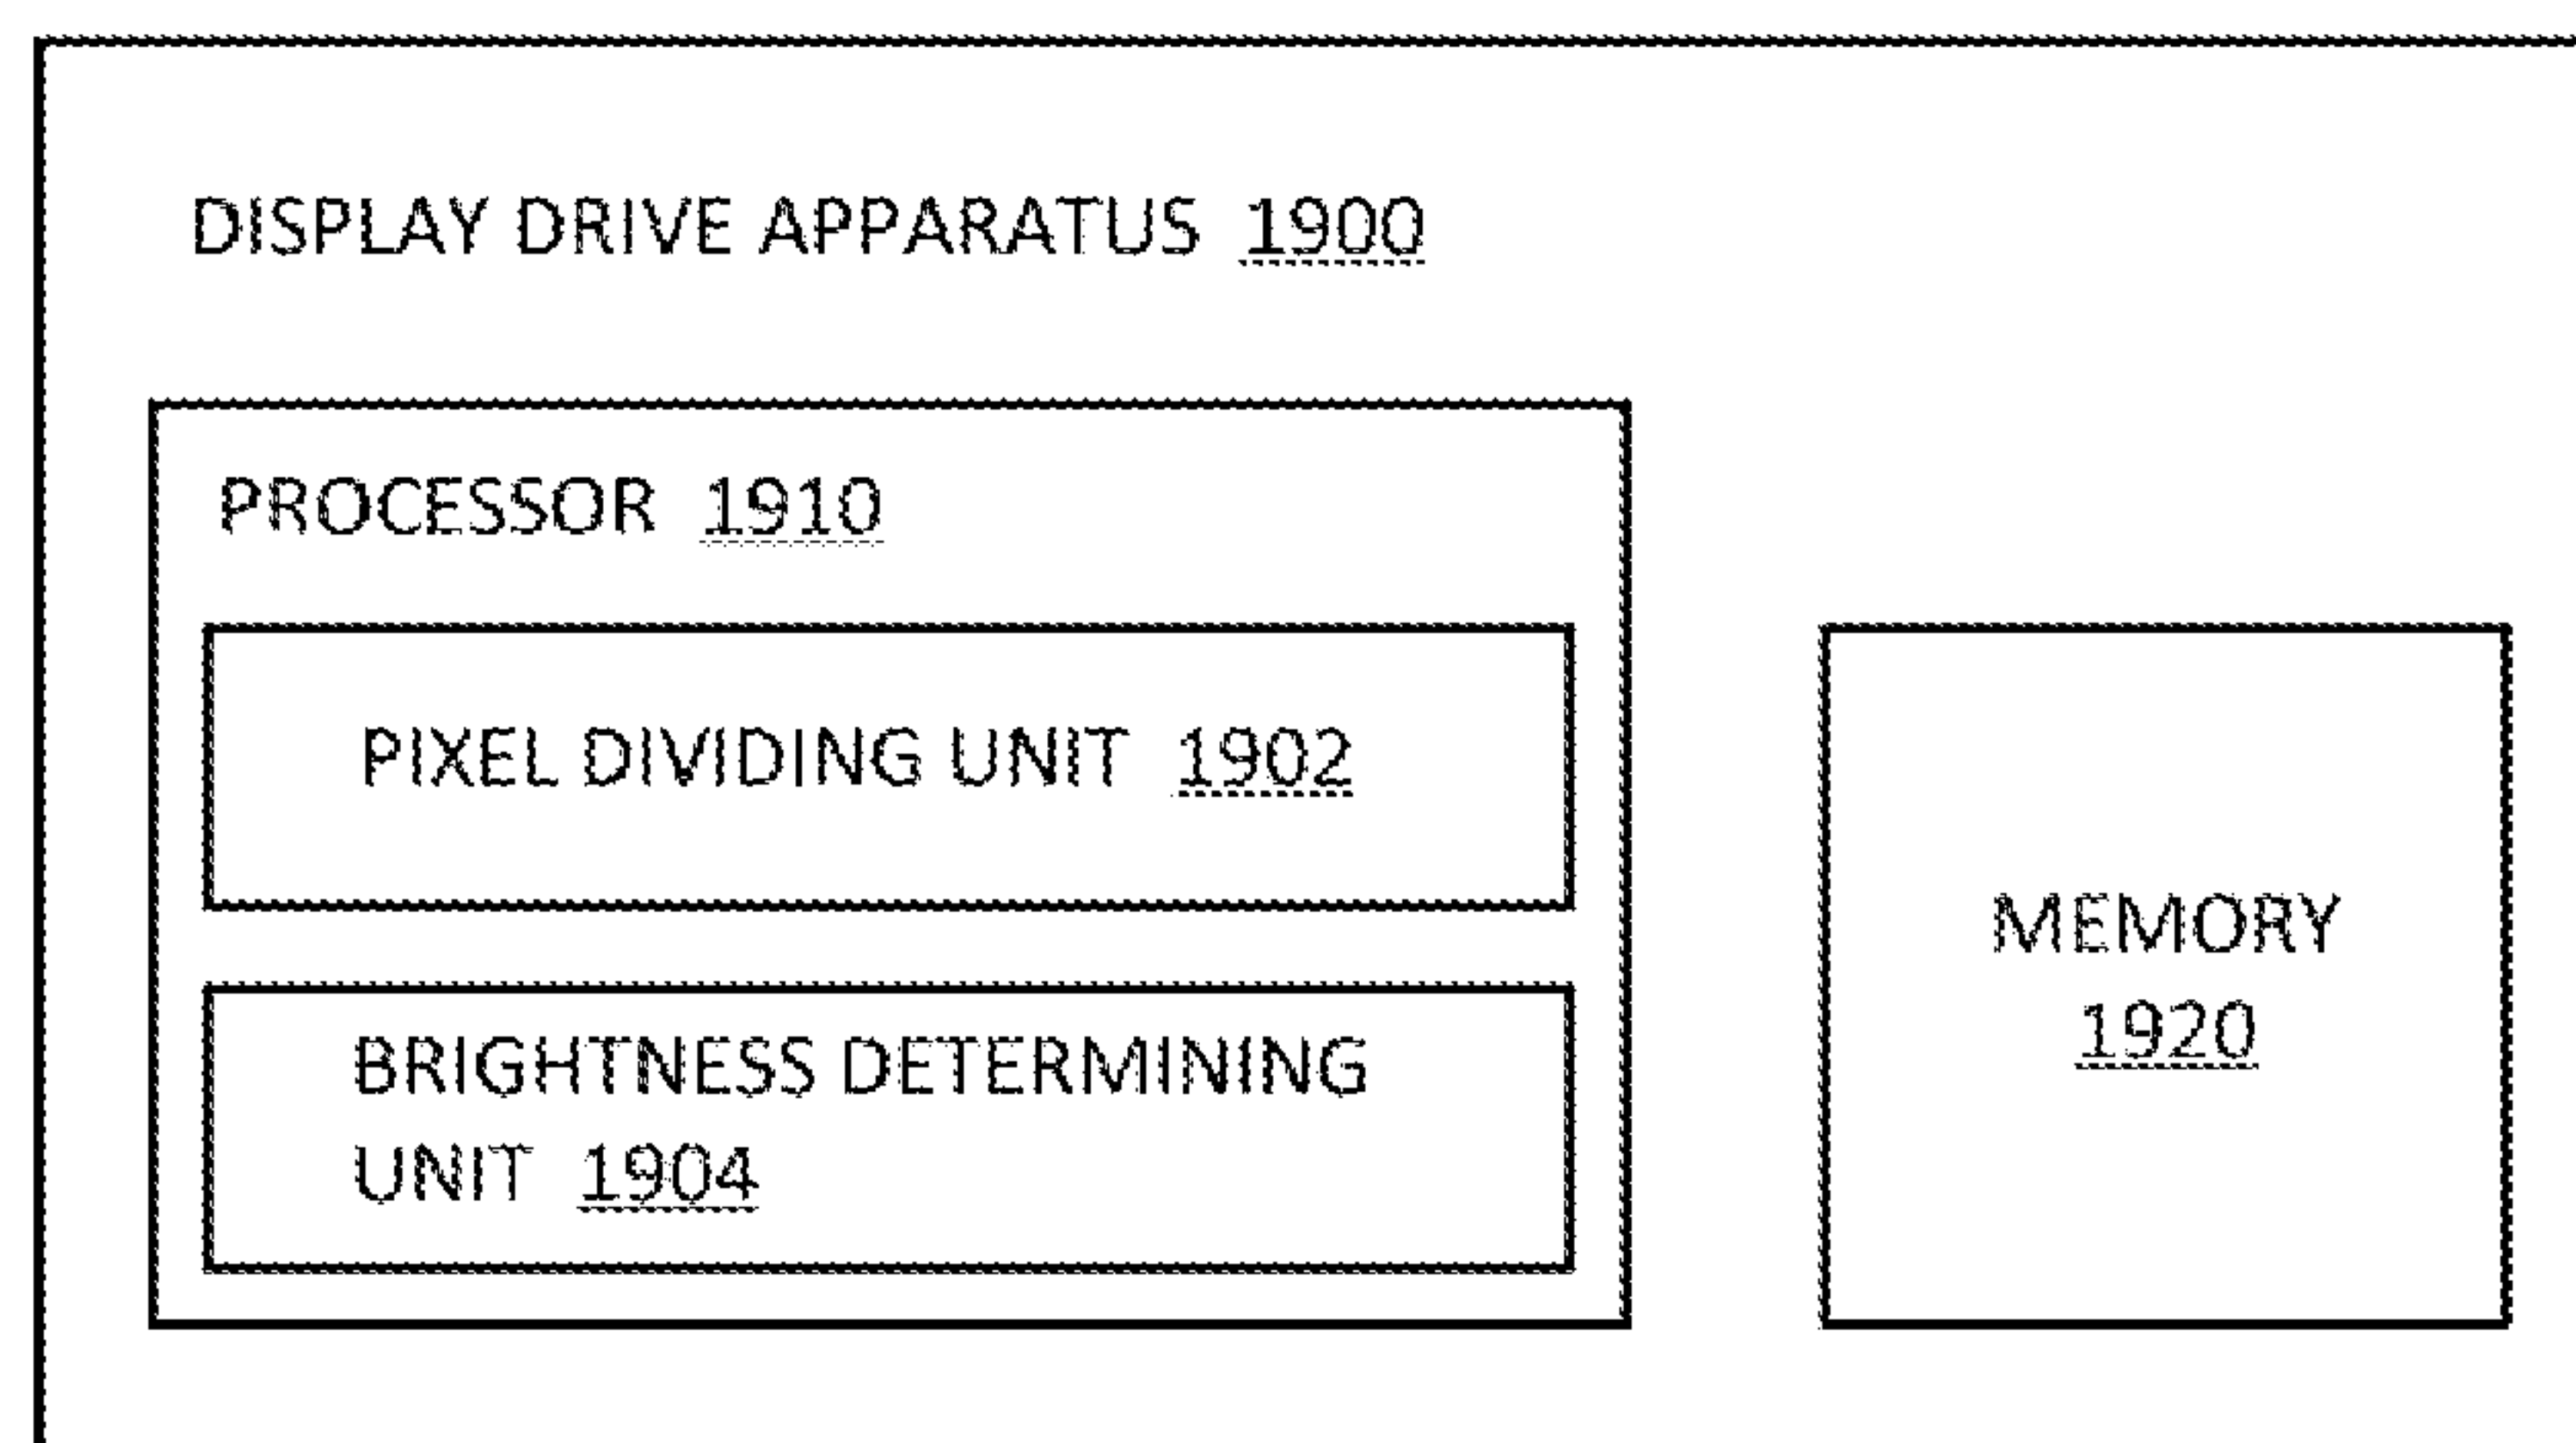 DISPLAY DRIVE APPARATUS 1900
PROCESSOR 1910
PIXEL DIVIDING UNIT 1902
BRIGHTNESS DETERMINING
UNIT 1904
MEMORY
1920